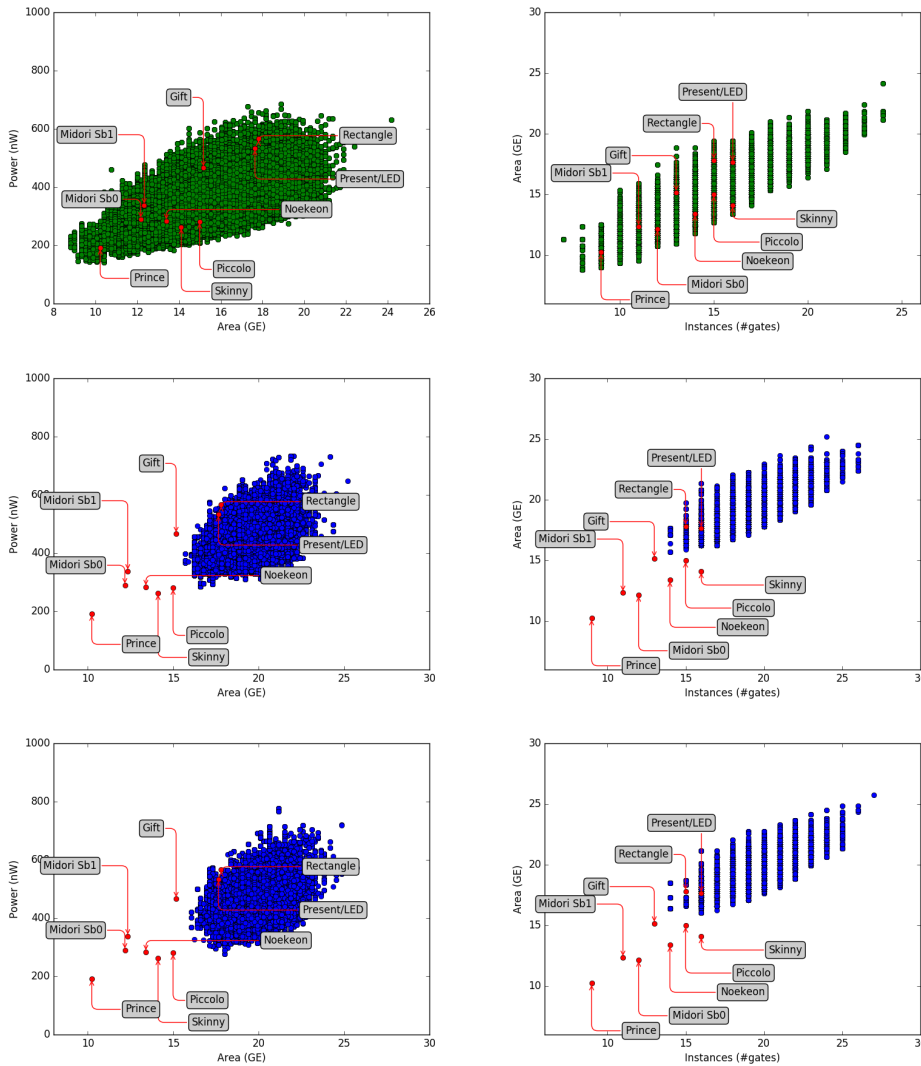 1000
800
600
400
200
0
Power (nW)
Gift
Midori Sb1
Rectangle
Present/LED
Midori Sb0
Noekeon
Piccolo
Prince
Skinny
4 10 12 14 16 18 20 22 24 26
Area (GE)
30
25
20
15
10
Area (GE)
Present/LED
Rectangle
Gift
Midori Sb1
Skinny
Piccolo
Noekeon
Midori Sb0
Prince
10 15 20 25
Instances (#gates)
1000
800
600
400
200
0
Power (nW)
Gift
Midori Sb1
Rectangle
Present/LED
Midori Sb0
Noekeon
Piccolo
Prince
Skinny
10 15 20 25 30
Area (GE)
30
25
20
15
10
Area (GE)
Present/LED
Rectangle
Gift
Midori Sb1
Skinny
Piccolo
Noekeon
Midori Sb0
Prince
10 15 20 25 3
Instances (#gates)
1000
800
600
400
200
0
Power (nW)
Gift
Midori Sb1
Rectangle
Present/LED
Midori Sb0
Noekeon
Piccolo
Prince
Skinny
10 15 20 25 30
Area (GE)
30
25
20
15
10
Area (GE)
Present/LED
Rectangle
Gift
Midori Sb1
Skinny
Piccolo
Noekeon
Midori Sb0
Prince
10 15 20 25 3
Instances (#gates)